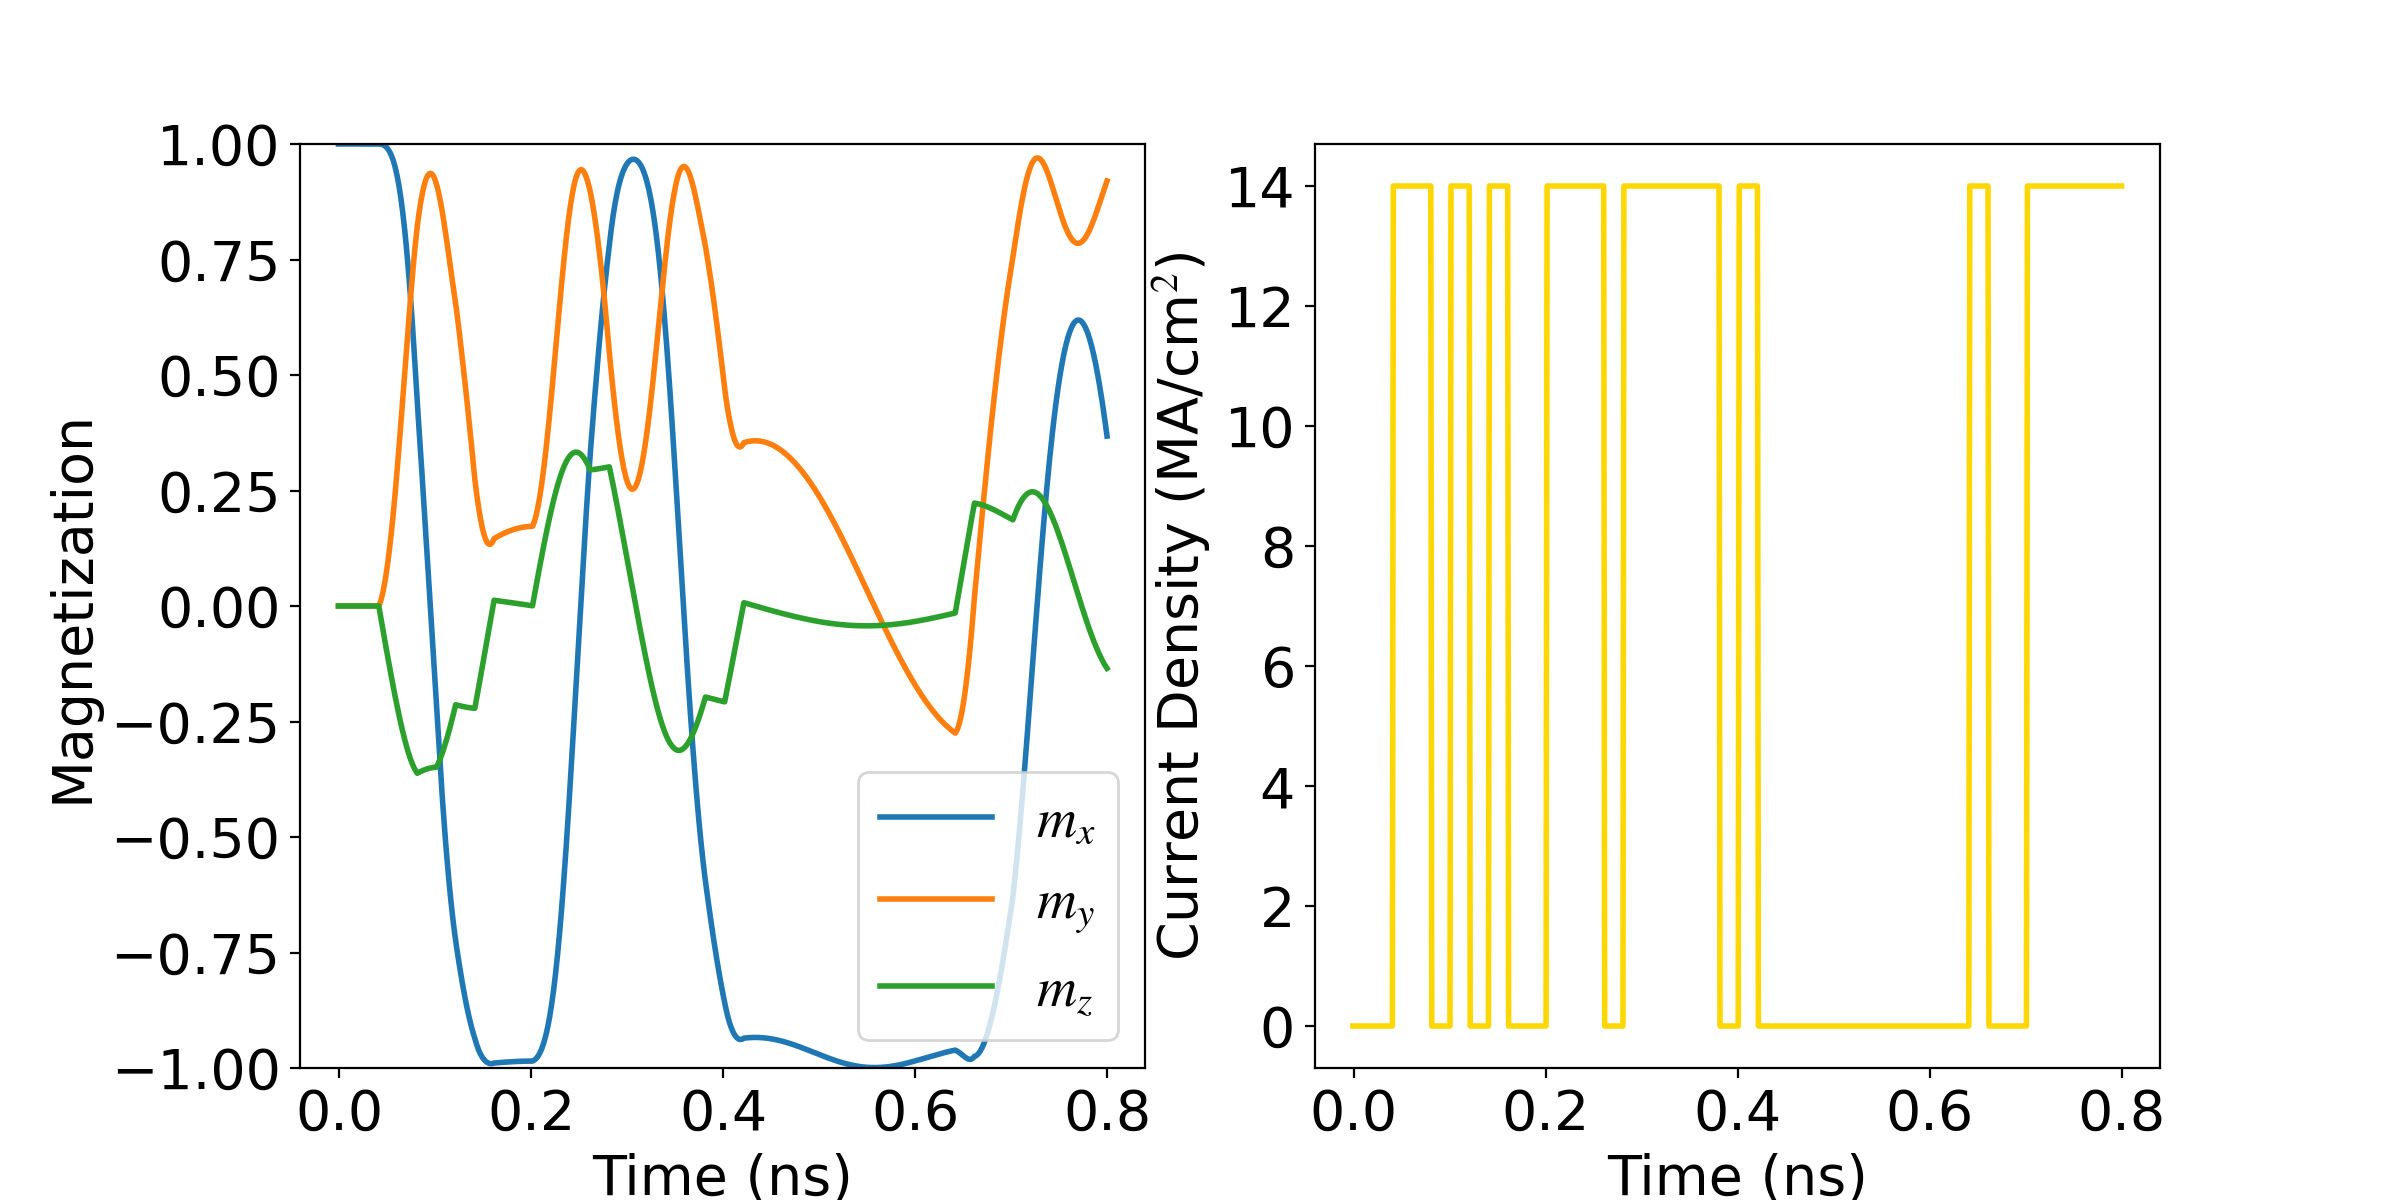 Magnetization
1.00
0.75
0.50
0.25
0.00
−0.25
−0.50
−0.75
−1.00
0.0 0.2 0.4 0.6 0.8
Time (ns)
m_x
m_y
m_z
Current Density (MA/cm²)
14
12
10
8
6
4
2
0
0.0 0.2 0.4 0.6 0.8
Time (ns)